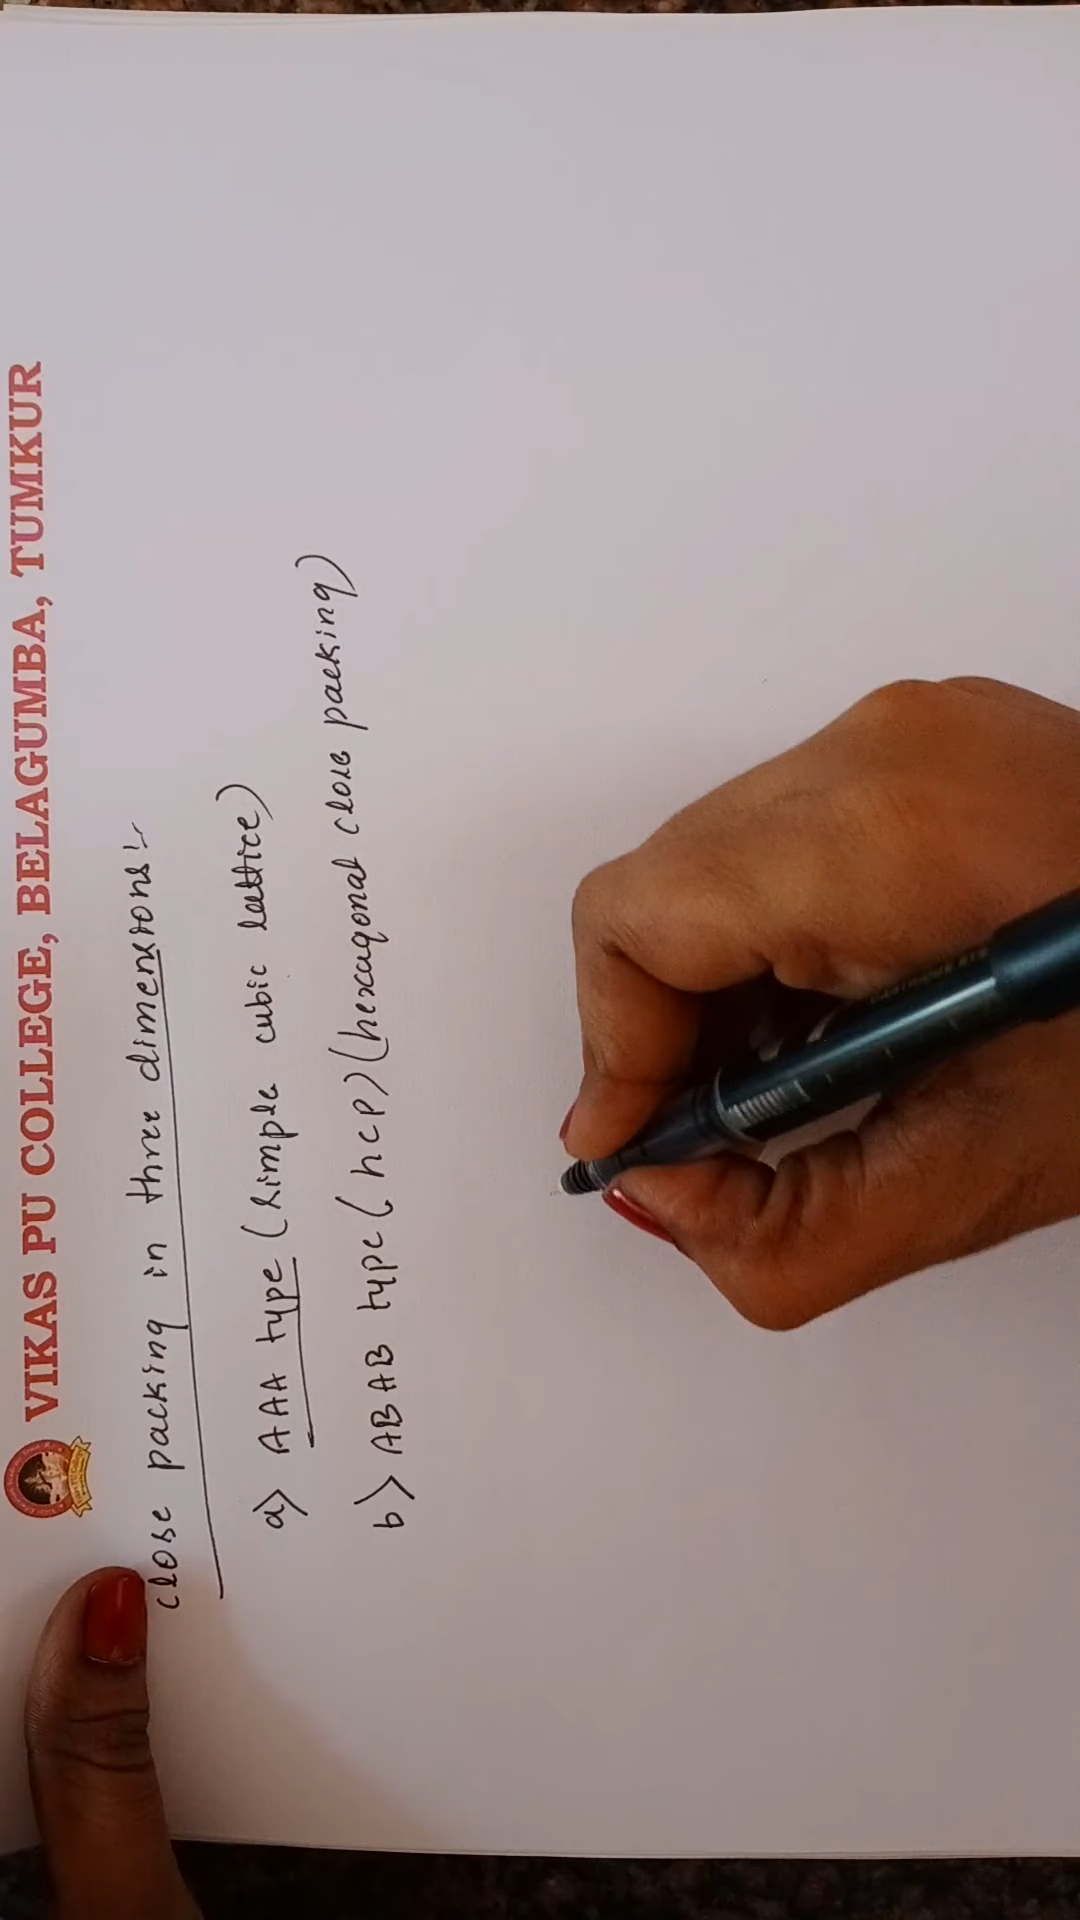 VIKAS PU COLLEGE, BELAGUMBA, TUMKUR
close packing in three dimensions:-
a) AAA type (simple cubic lattice)
b) ABAB type (hcp) (hexagonal close packing)